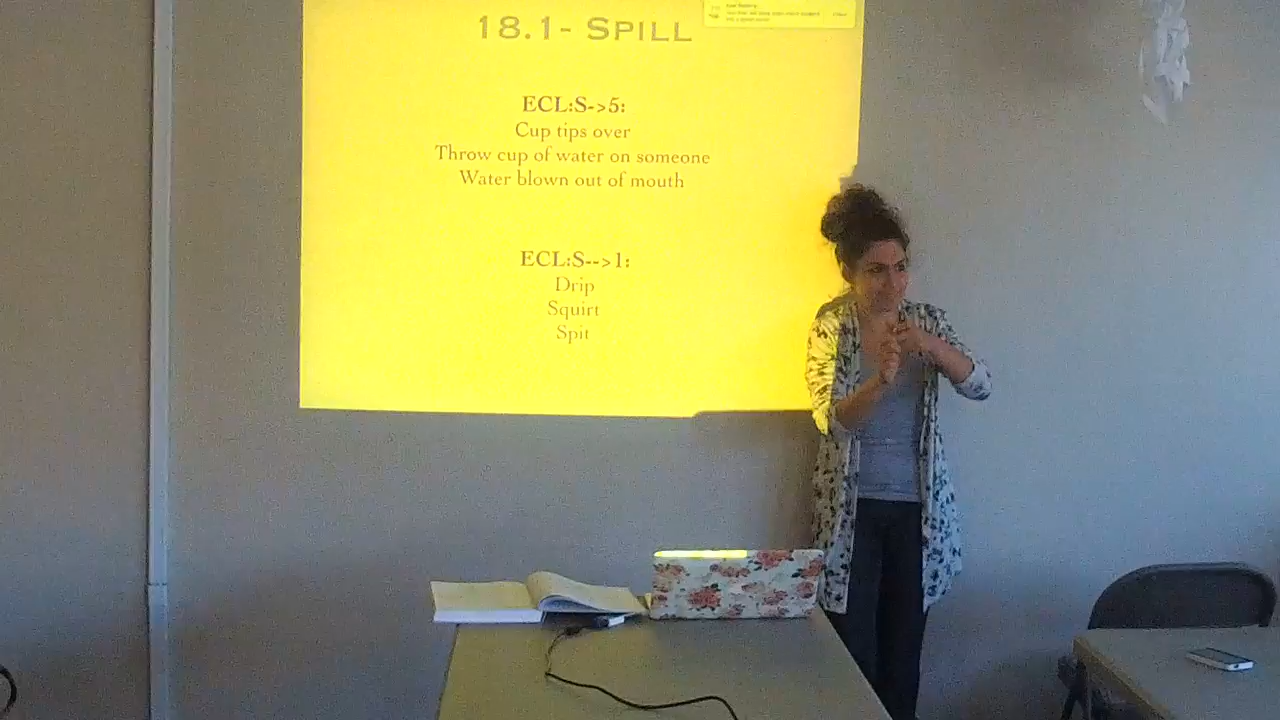 18.1- SPILL
ECL:S->5:
Cup tips over
Throw cup of water on someone
Water blown out of mouth
ECL:S-->1:
Drip
Squirt
Spit